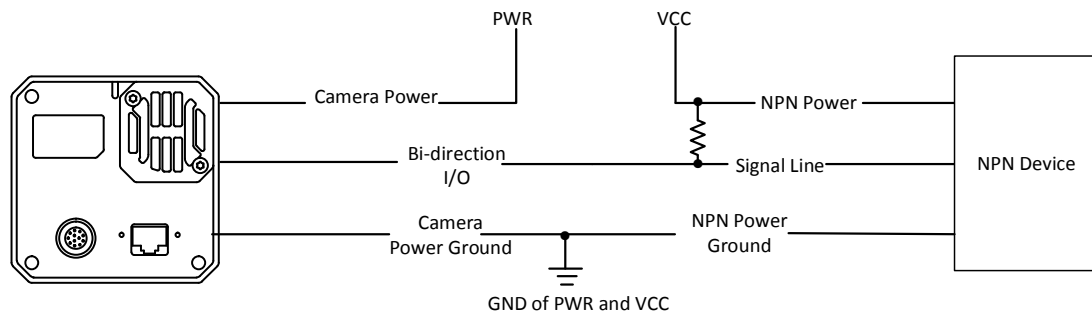 PWR
VCC
Camera Power
NPN Power
Bi-direction
I/O
Signal Line
NPN Device
Camera
Power Ground
NPN Power
Ground
GND of PWR and VCC